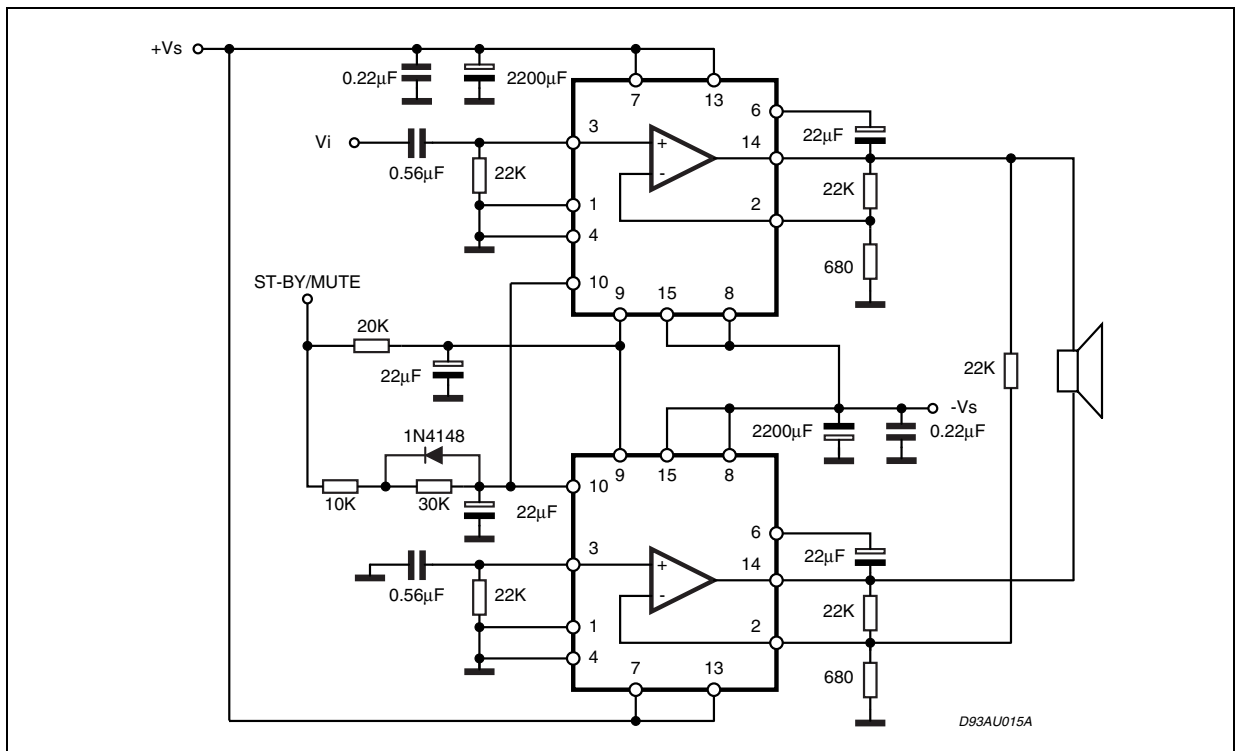 +Vs
0.22µF
2200µF
7
13
6
3
22µF
Vi
14
+
-
0.56µF
22K
22K
1
2
4
680
ST-BY/MUTE
10
9
15
8
20K
22µF
22K
-Vs
2200µF
0.22µF
1N4148
9
15
8
10
10K
30K
22µF
6
3
22µF
14
+
-
0.56µF
22K
22K
1
2
4
7
13
680
D93AU015A